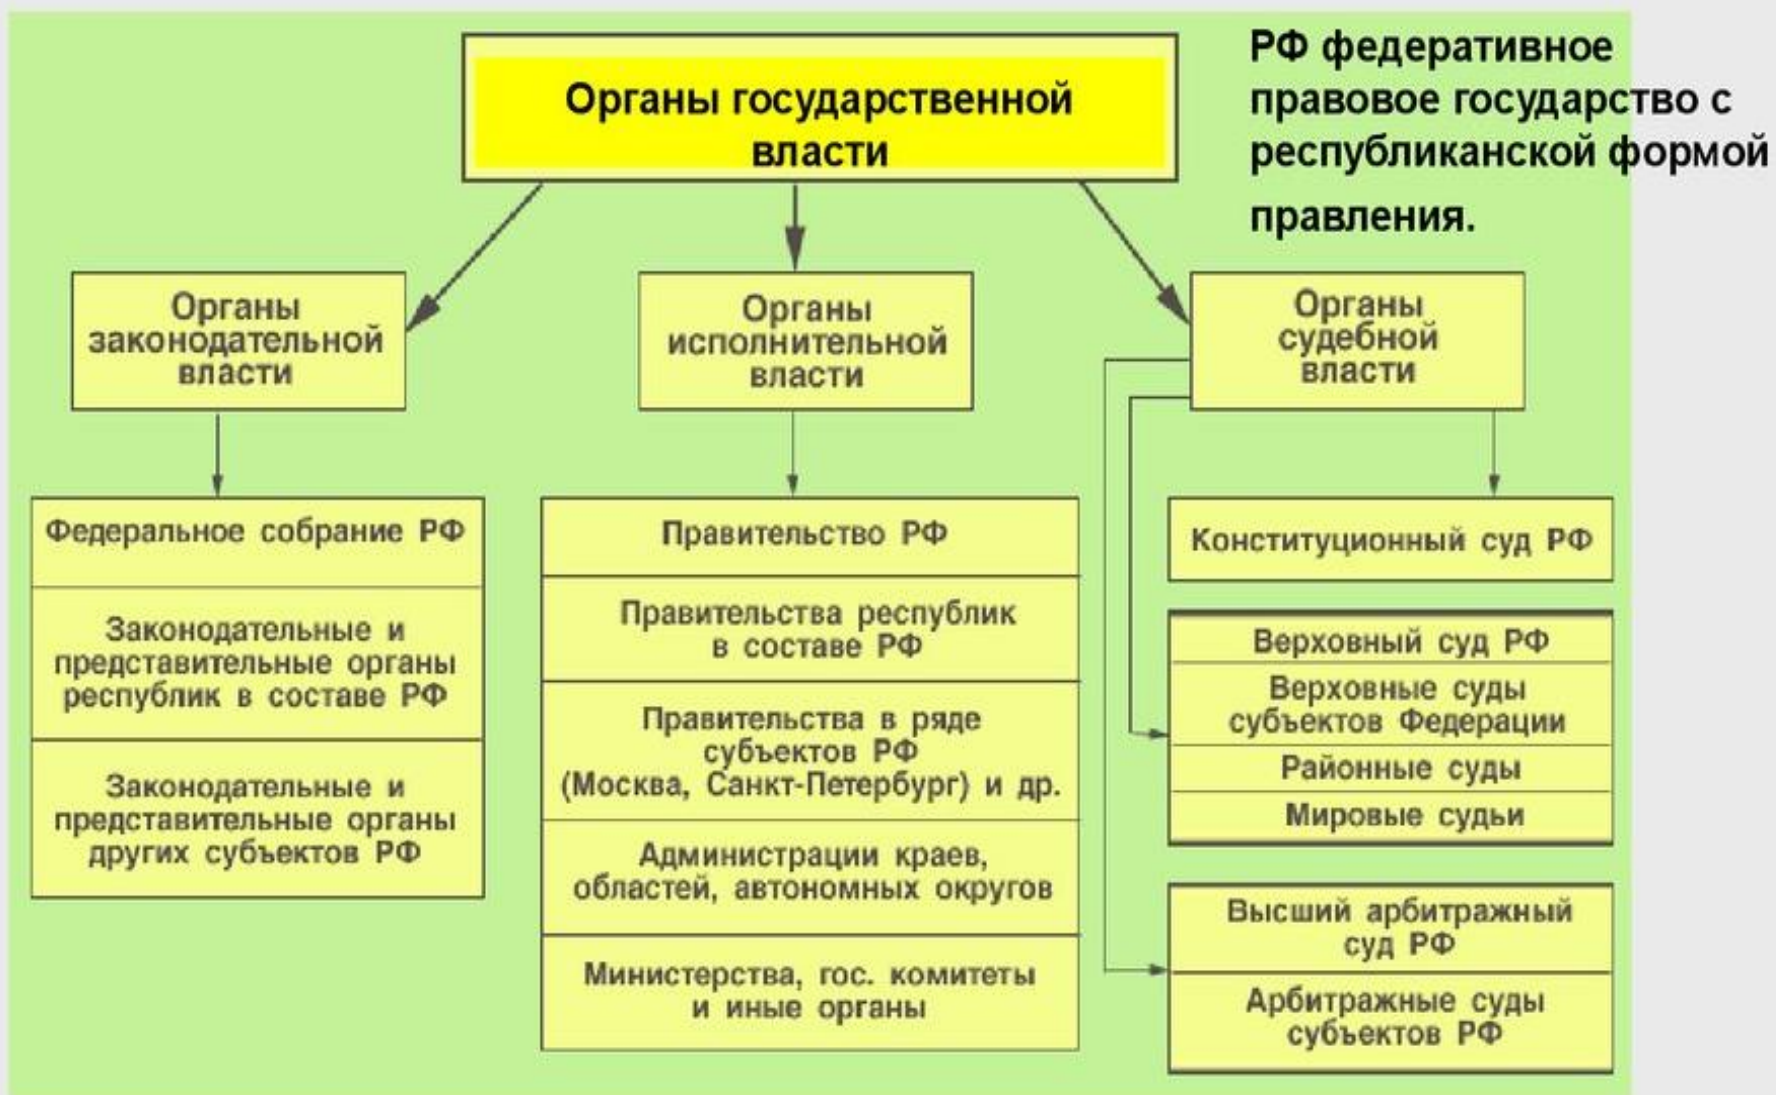 Органы государственной
власти
РФ федеративное
правовое государство с
республиканской формой
правления.
Органы
законодательной
власти
Органы
исполнительной
власти
Органы
судебной
власти
Федеральное собрание РФ
Законодательные и
представительные органы
республик в составе РФ
Законодательные и
представительные органы
других субъектов РФ
Правительство РФ
Правительства республик
в составе РФ
Правительства в ряде
субъектов РФ
(Москва, Санкт-Петербург) и др.
Администрации краев,
областей, автономных округов
Министерства, гос. комитеты
и иные органы
Конституционный суд РФ
Верховный суд РФ
Верховные суды
субъектов Федерации
Районные суды
Мировые судьи
Высший арбитражный
суд РФ
Арбитражные суды
субъектов РФ